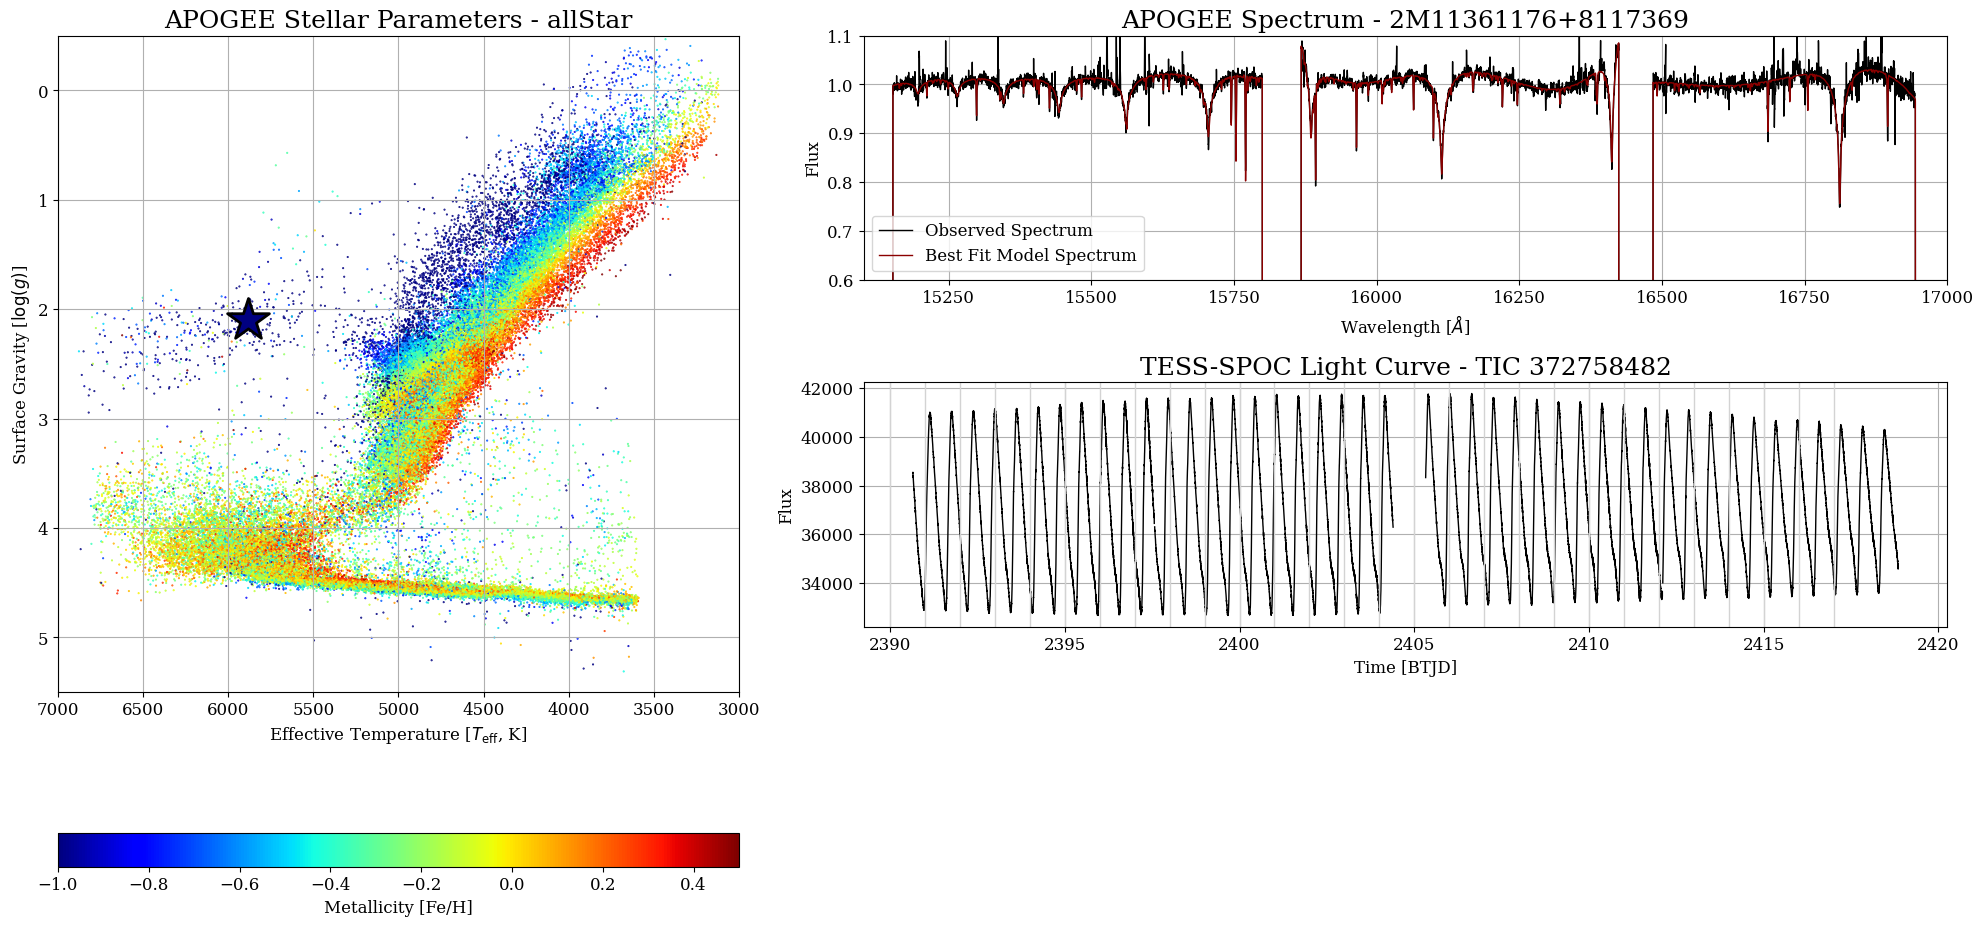 APOGEE Stellar Parameters - allStar
0
1
2
3
4
5
Surface Gravity [log(g)]
7000 6500 6000 5500 5000 4500 4000 3500 3000
Effective Temperature [T_eff, K]
−1.0 −0.8 −0.6 −0.4 −0.2 0.0 0.2 0.4
Metallicity [Fe/H]
APOGEE Spectrum - 2M11361176+8117369
1.1
1.0
0.9
0.8
0.7
0.6
Flux
Observed Spectrum
Best Fit Model Spectrum
15250 15500 15750 16000 16250 16500 16750 17000
Wavelength [Å]
TESS-SPOC Light Curve - TIC 372758482
42000
40000
38000
36000
34000
Flux
2390 2395 2400 2405 2410 2415 2420
Time [BTJD]